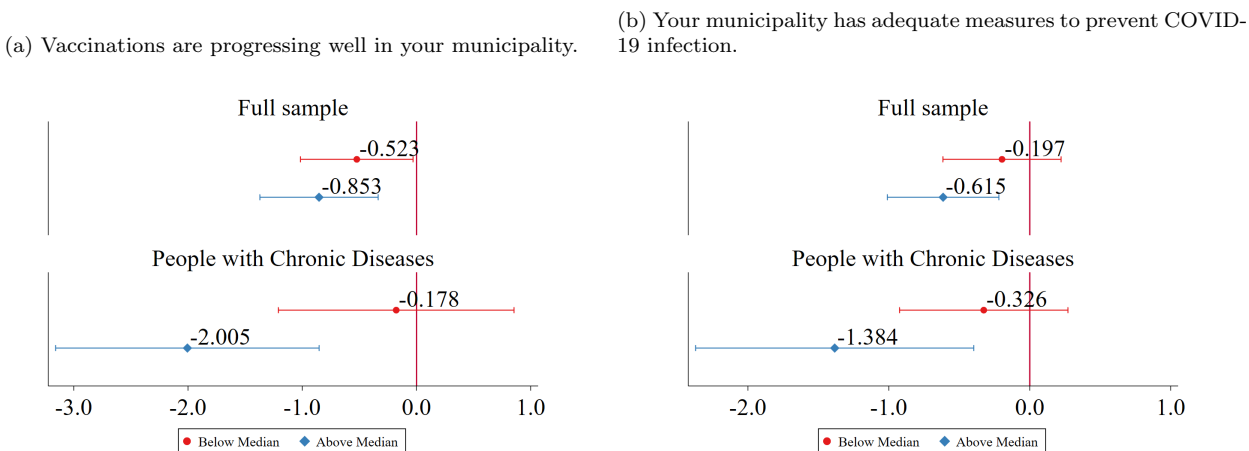 (a) Vaccinations are progressing well in your municipality.
Full sample
-0.523
-0.853
People with Chronic Diseases
-0.178
-2.005
-3.0 -2.0 -1.0 0.0 1.0
Below Median Above Median
(b) Your municipality has adequate measures to prevent COVID-
19 infection.
Full sample
-0.197
-0.615
People with Chronic Diseases
-0.326
-1.384
-2.0 -1.0 0.0 1.0
Below Median Above Median